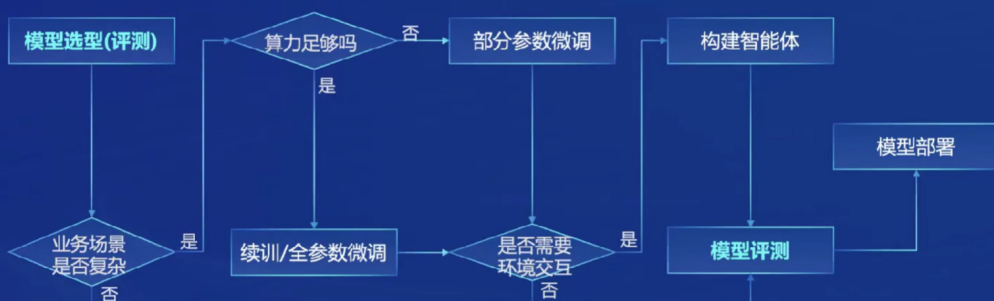 模型选型(评测)
算力足够吗
否
部分参数微调
构建智能体
是
模型部署
业务场景
是否复杂
是
续训/全参数微调
是否需要
环境交互
是
模型评测
否
否